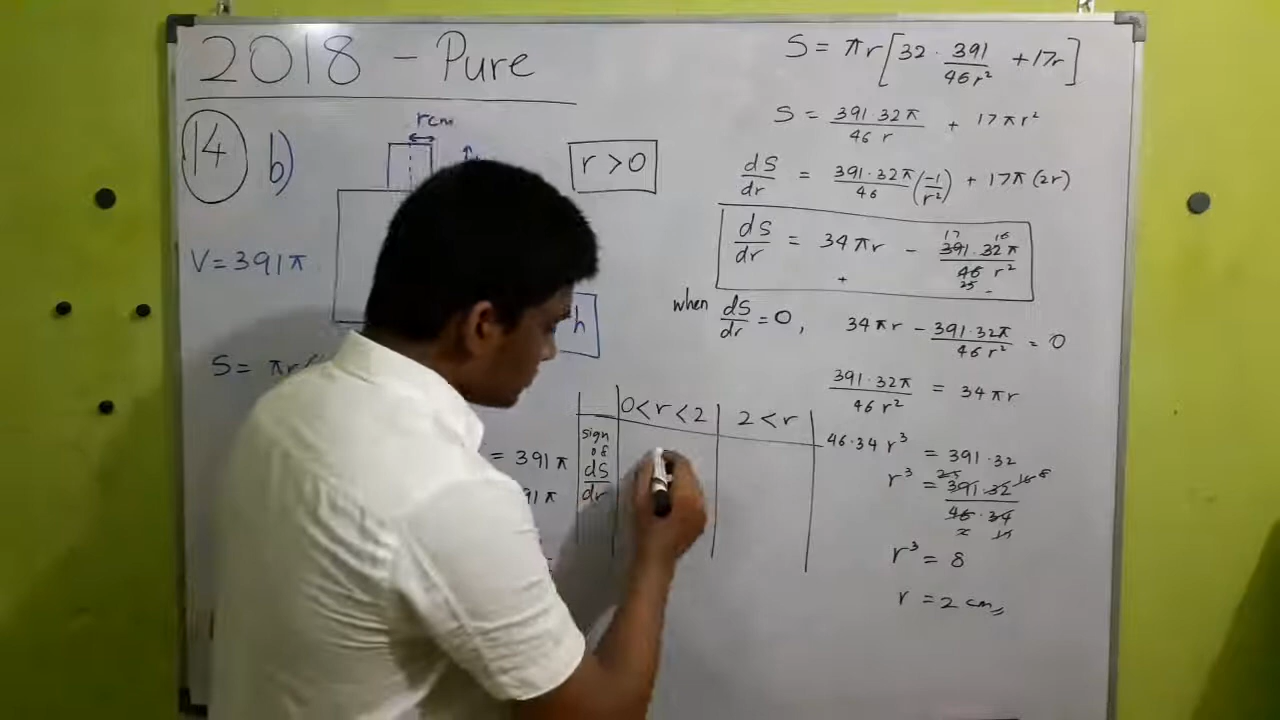 2018 - Pure
14 b)
r cm
r > 0
V = 391π
h
S = πr
= 391π
91π
0 < r < 2
2 < r
sign
of
dS/dr
S = πr[32 · 391/46r² + 17r]
S = 391·32π/46r + 17πr²
dS/dr = 391·32π/46 (-1/r²) + 17π(2r)
dS/dr = 34πr - 391·32π/46r²
when dS/dr = 0, 34πr - 391·32π/46r² = 0
391·32π/46r² = 34πr
46·34 r³ = 391·32
r³ = 391·32/46·34
r³ = 8
r = 2 cm